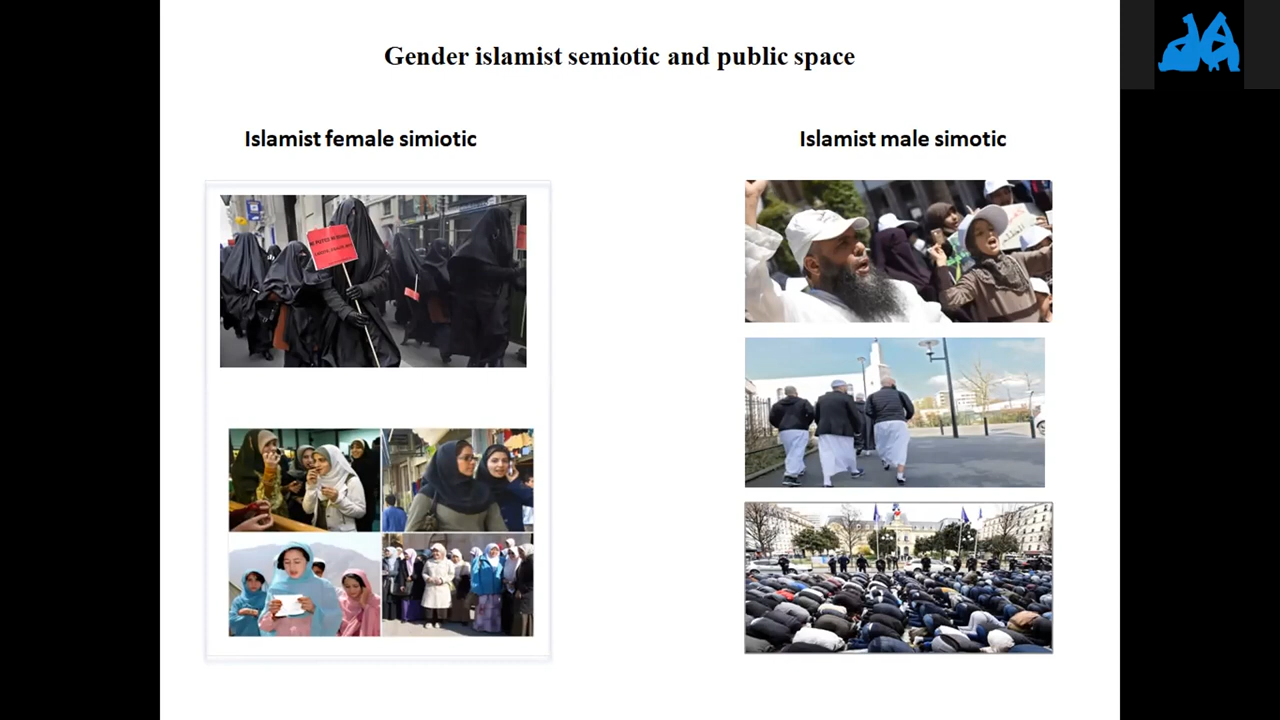 Gender islamist semiotic and public space
Islamist female simiotic
Islamist male simotic